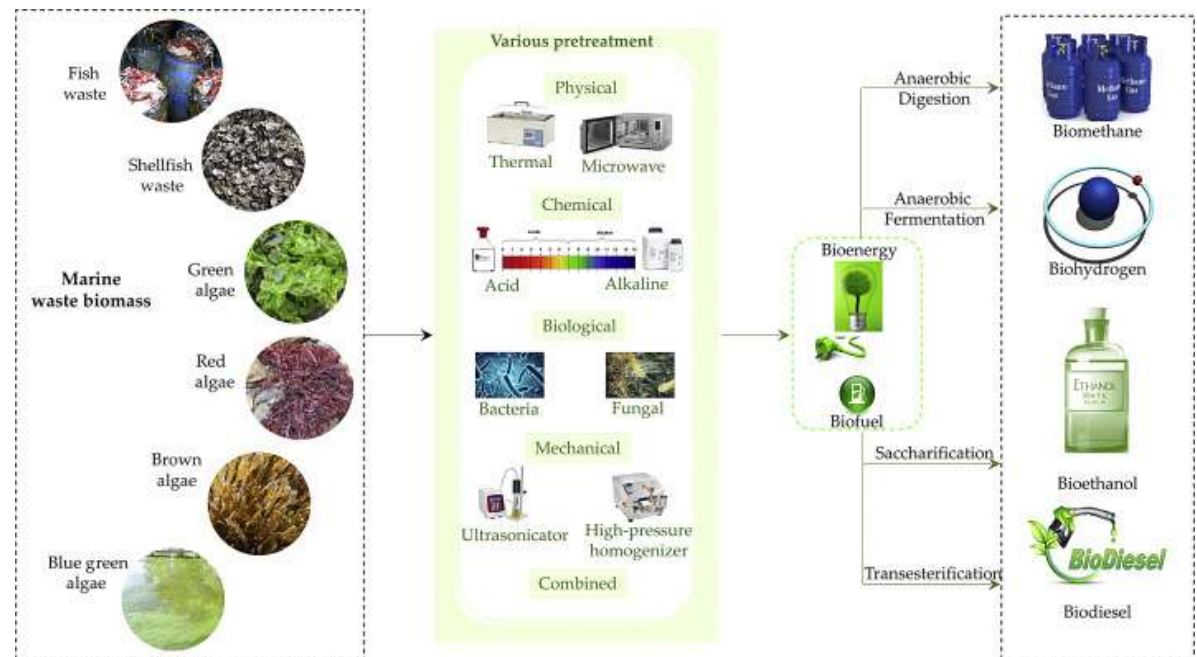 Fish
waste
Shellfish
waste
Green
algae
Marine
waste biomass
Red
algae
Brown
algae
Blue green
algae
Various pretreatment
Physical
Thermal
Microwave
Chemical
Acid
Alkaline
Biological
Bacteria
Fungal
Mechanical
Ultrasonicator
High-pressure
homogenizer
Combined
Bioenergy
Biofuel
Anaerobic
Digestion
Anaerobic
Fermentation
Saccharification
Transesterification
Biomethane
Biohydrogen
ETHANOL
Bioethanol
BioDiesel
Biodiesel